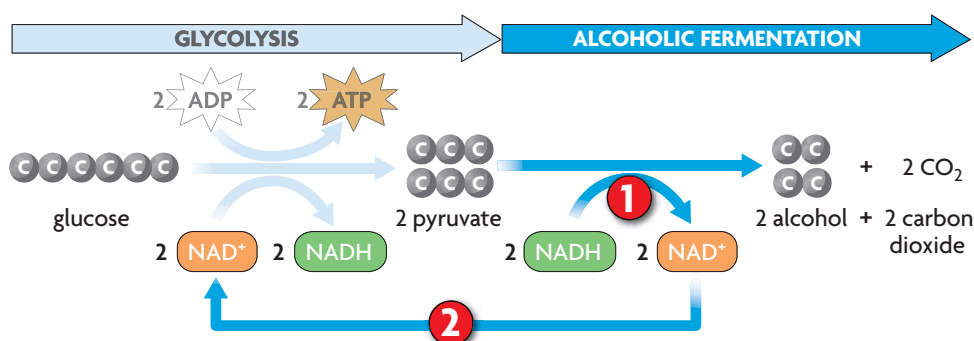 GLYCOLYSIS
ALCOHOLIC FERMENTATION
2 ADP
2 ATP
C C C C C C
C C C
C C C
C C
C C
+ 2 CO₂
glucose
2 pyruvate
1
2 alcohol + 2 carbon
dioxide
2 NAD⁺
2 NADH
2 NADH
2 NAD⁺
2